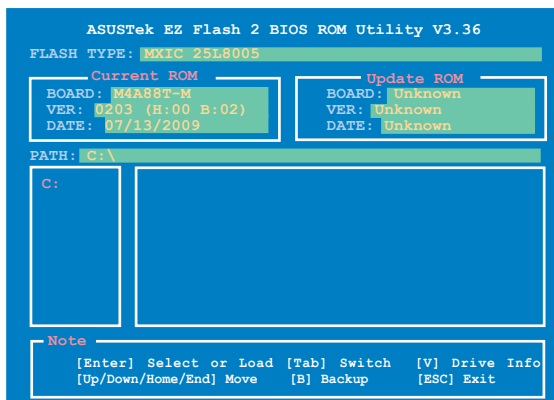 ASUSTek EZ Flash 2 BIOS ROM Utility V3.36
FLASH TYPE: MXIC 25L8005
Current ROM
BOARD: M4A88T-M
VER: 0203 (H:00 B:02)
DATE: 07/13/2009
Update ROM
BOARD: Unknown
VER: Unknown
DATE: Unknown
PATH: C:\
C:
Note
[Enter] Select or Load [Tab] Switch [V] Drive Info
[Up/Down/Home/End] Move [B] Backup [ESC] Exit